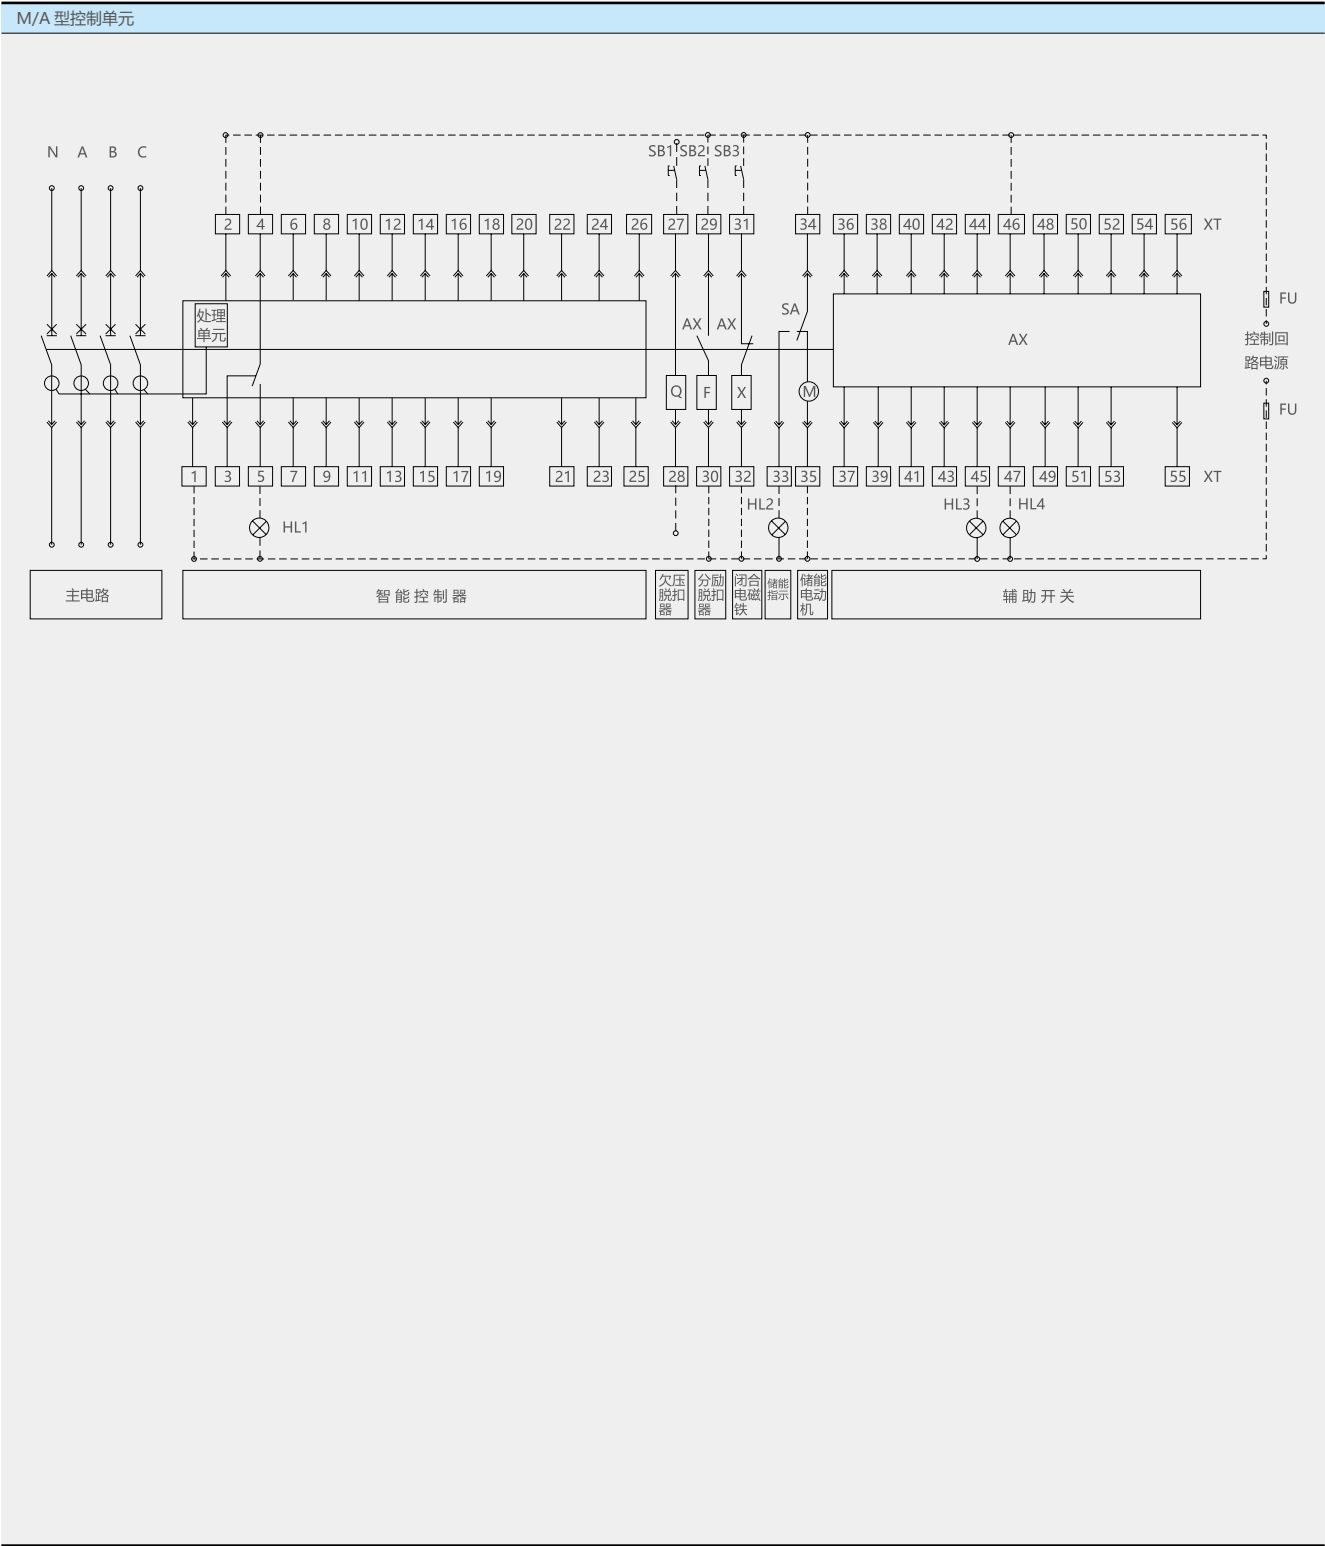 M/A 型控制单元
N A B C
SB1 SB2 SB3
2 4 6 8 10 12 14 16 18 20 22 24 26 27 29 31 34 36 38 40 42 44 46 48 50 52 54 56 XT
处理
单元
SA
AX AX
AX
FU
控制回
路电源
Q F X M
FU
1 3 5 7 9 11 13 15 17 19 21 23 25 28 30 32 33 35 37 39 41 43 45 47 49 51 53 55 XT
HL1 HL2 HL3 HL4
主电路
智能控制器
欠压
脱扣
器
分励
脱扣
器
闭合
电磁
铁
储能
指示
储能
电动
机
辅助开关